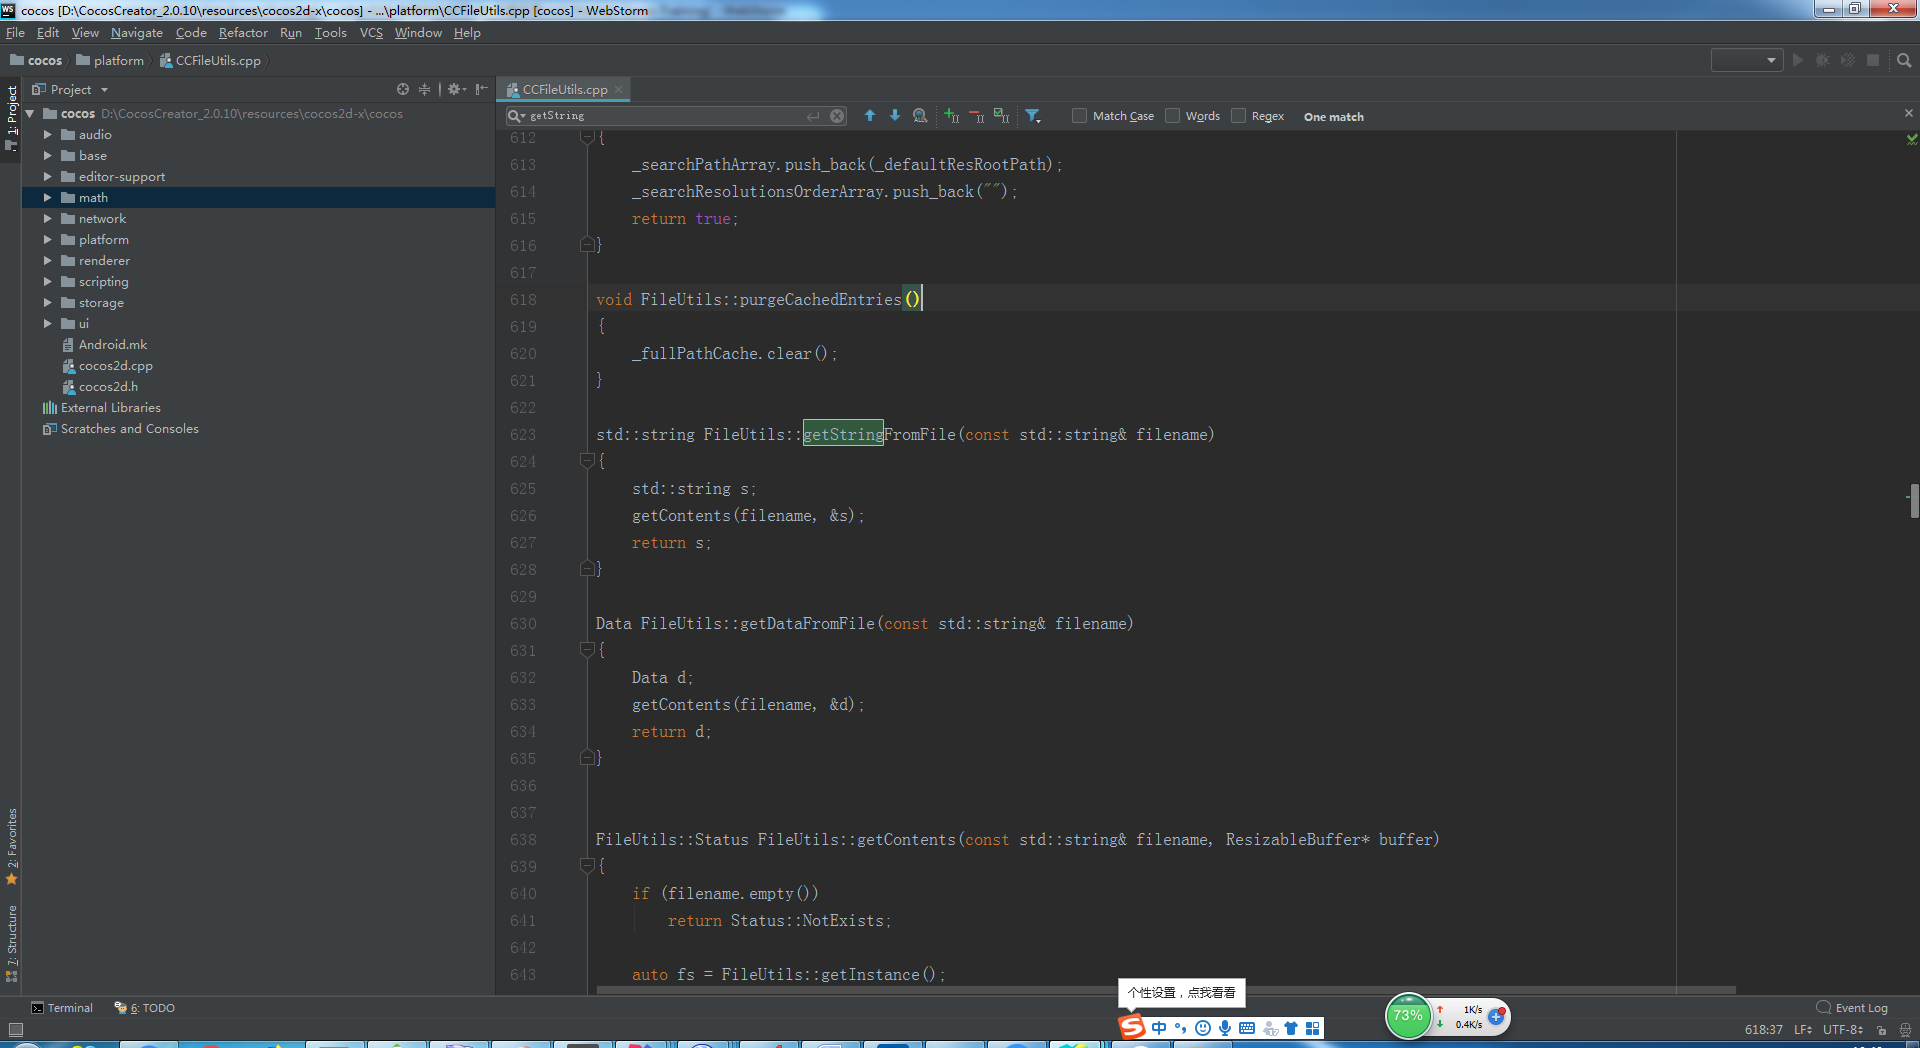 cocos [D:\CocosCreator_2.0.10\resources\cocos2d-x\cocos] - ...\platform\CCFileUtils.cpp [cocos] - WebStorm
File Edit View Navigate Code Refactor Run Tools VCS Window Help
cocos platform CCFileUtils.cpp
1: Project
Project
CCFileUtils.cpp
cocos D:\CocosCreator_2.0.10\resources\cocos2d-x\cocos
audio
base
editor-support
math
network
platform
renderer
scripting
storage
ui
Android.mk
cocos2d.cpp
cocos2d.h
External Libraries
Scratches and Consoles
2: Favorites
7: Structure
getString Match Case Words Regex One match
612 {
613 _searchPathArray.push_back(_defaultResRootPath);
614 _searchResolutionsOrderArray.push_back("");
615 return true;
616 }
617
618 void FileUtils::purgeCachedEntries()
619 {
620 _fullPathCache.clear();
621 }
622
623 std::string FileUtils::getStringFromFile(const std::string& filename)
624 {
625 std::string s;
626 getContents(filename, &s);
627 return s;
628 }
629
630 Data FileUtils::getDataFromFile(const std::string& filename)
631 {
632 Data d;
633 getContents(filename, &d);
634 return d;
635 }
636
637
638 FileUtils::Status FileUtils::getContents(const std::string& filename, ResizableBuffer* buffer)
639 {
640 if (filename.empty())
641 return Status::NotExists;
642
643 auto fs = FileUtils::getInstance();
个性设置，点我看看
Terminal 6: TODO
中
73% 1K/s
0.4K/s
Event Log
618:37 LF UTF-8